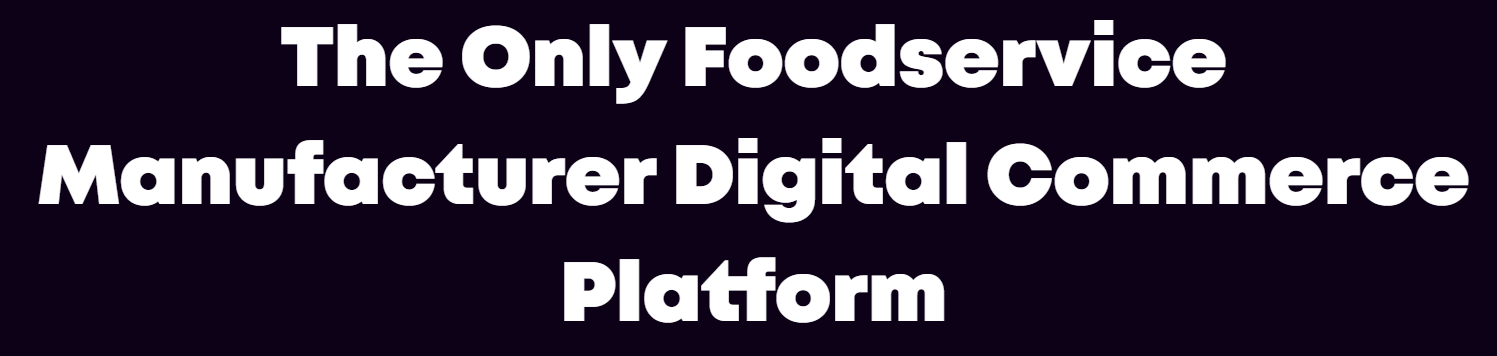 The Only Foodservice
Manufacturer Digital Commerce
Platform